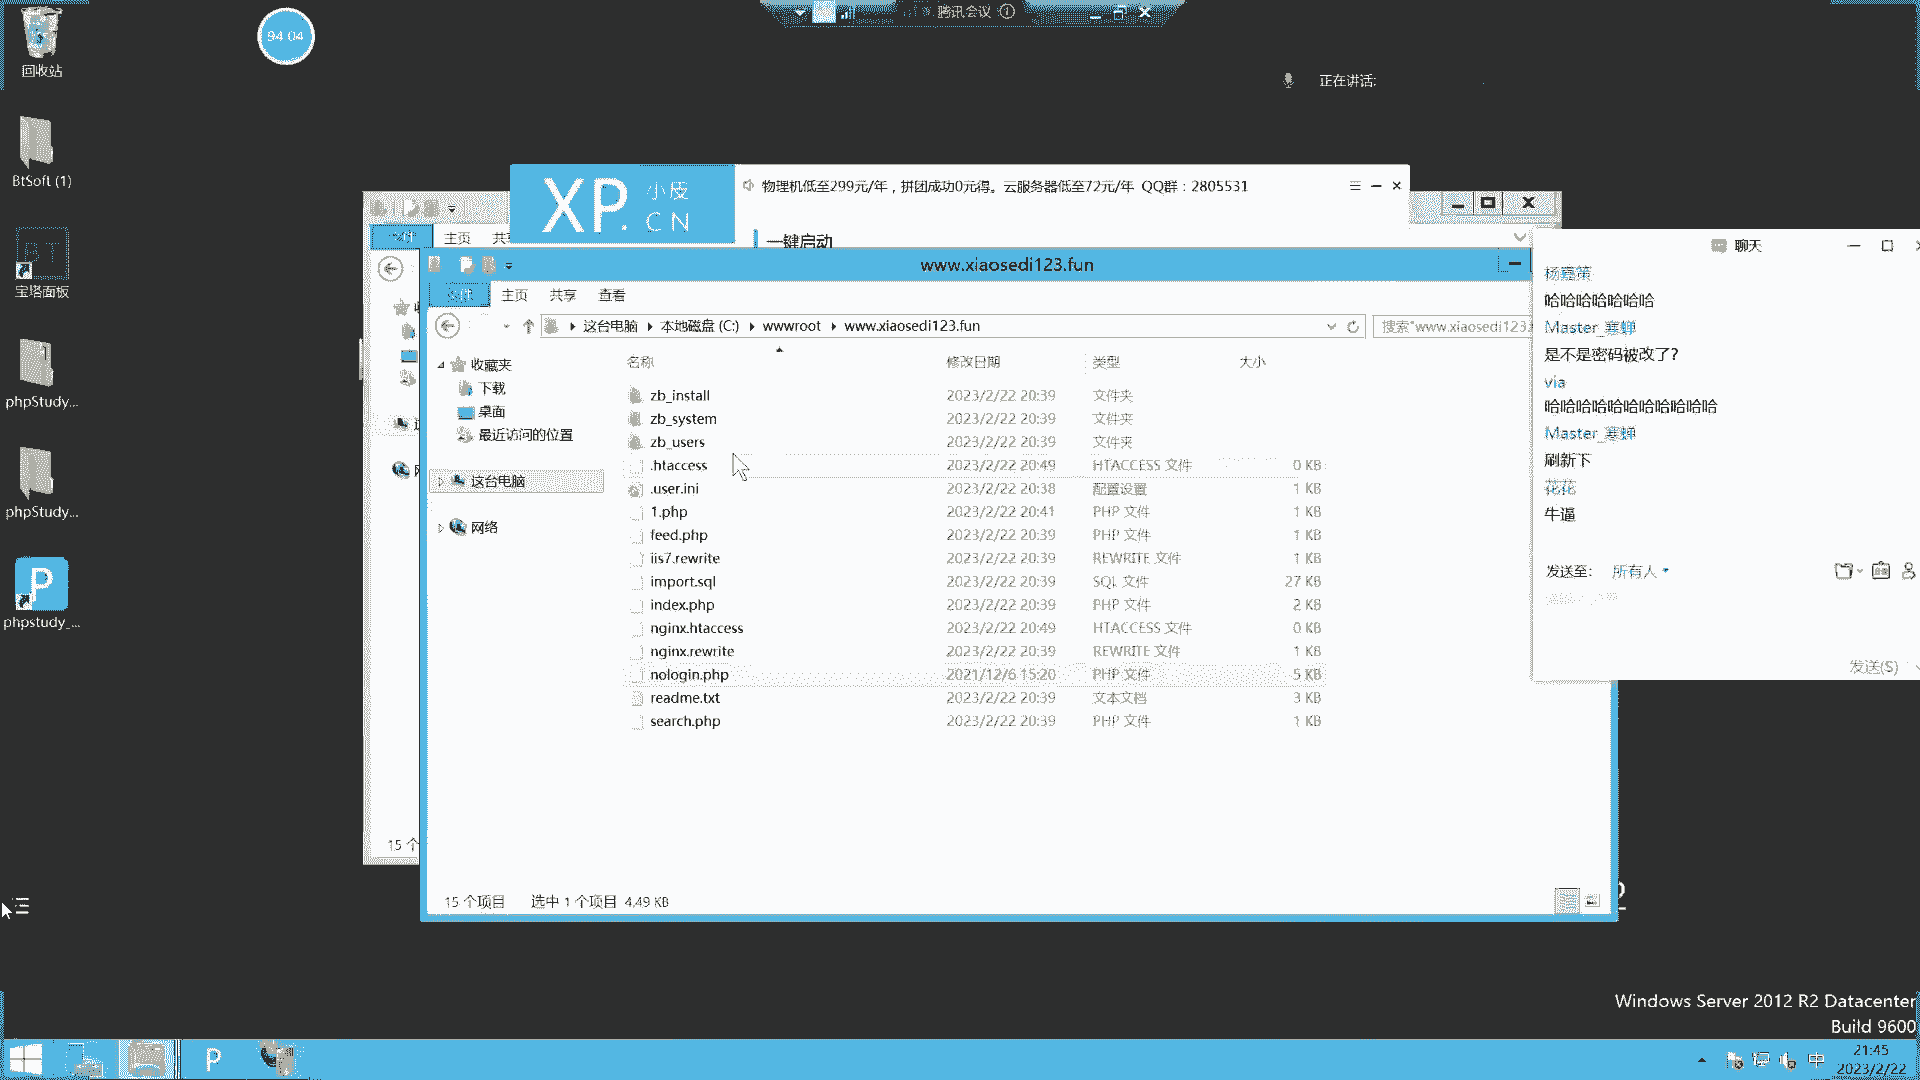 回收站
BtSoft (1)
宝塔面板
phpStudy...
phpStudy...
phpstudy_...
94 04
腾讯会议
正在讲话:
XP.
小皮
CN
物理机低至299元/年，拼团成功0元得。云服务器低至72元/年 QQ群：2805531
一键启动
主页
15 个
www.xiaosedi123.fun
主页 共享 查看
这台电脑 本地磁盘 (C:) wwwroot www.xiaosedi123.fun
搜索"www.xiaosedi123.
收藏夹
下载
桌面
最近访问的位置
这台电脑
网络
名称 修改日期 类型 大小
zb_install 2023/2/22 20:39 文件夹
zb_system 2023/2/22 20:39 文件夹
zb_users 2023/2/22 20:39 文件夹
.htaccess 2023/2/22 20:49 HTACCESS 文件 0 KB
.user.ini 2023/2/22 20:38 配置设置 1 KB
1.php 2023/2/22 20:41 PHP 文件 1 KB
feed.php 2023/2/22 20:39 PHP 文件 1 KB
iis7.rewrite 2023/2/22 20:39 REWRITE 文件 1 KB
import.sql 2023/2/22 20:39 SQL 文件 27 KB
index.php 2023/2/22 20:39 PHP 文件 2 KB
nginx.htaccess 2023/2/22 20:49 HTACCESS 文件 0 KB
nginx.rewrite 2023/2/22 20:39 REWRITE 文件 1 KB
nologin.php 2021/12/6 15:20 PHP 文件 5 KB
readme.txt 2023/2/22 20:39 文本文档 3 KB
search.php 2023/2/22 20:39 PHP 文件 1 KB
15 个项目 选中 1 个项目 4.49 KB
聊天
杨嘉策
哈哈哈哈哈哈哈
Master_寒蝉
是不是密码被改了?
via
哈哈哈哈哈哈哈哈哈哈哈
Master_寒蝉
刷新下
花花
牛逼
发送至: 所有人
发送(S)
Windows Server 2012 R2 Datacenter
Build 9600
中
21:45
2023/2/22